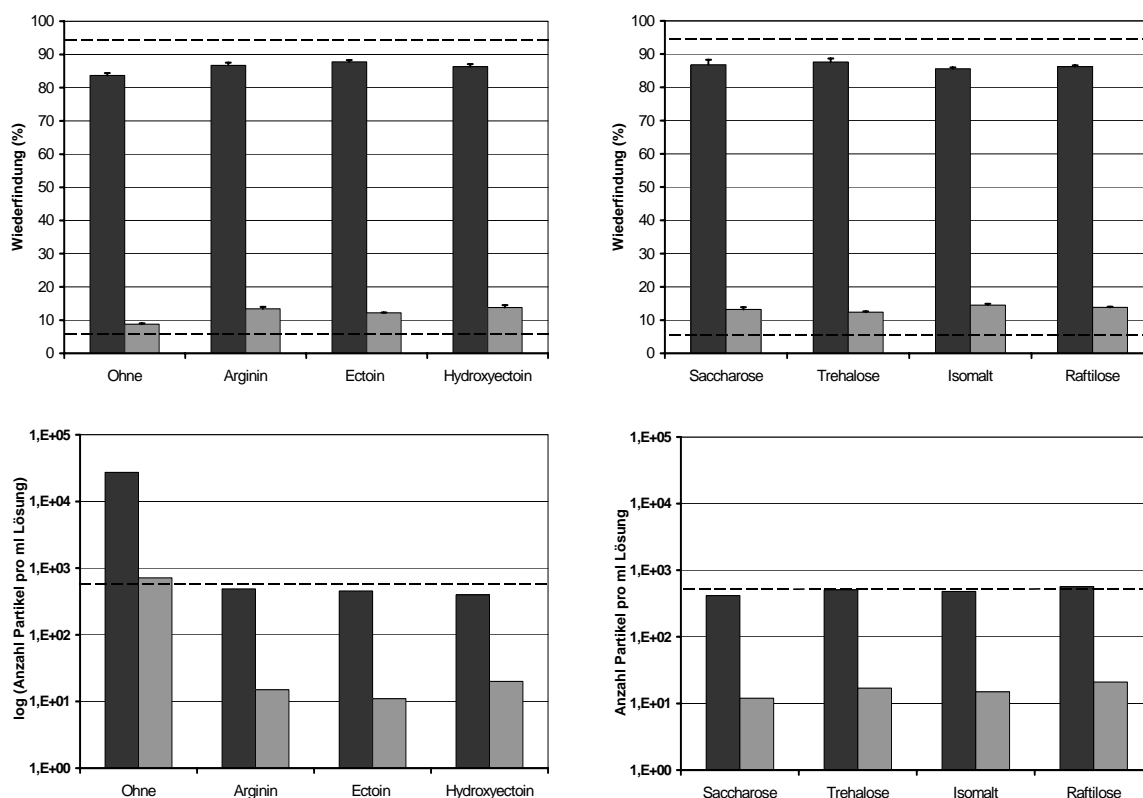 Wiederfindung (%)
100
90
80
70
60
50
40
30
20
10
0
Ohne Arginin Ectoin Hydroxyectoin
Wiederfindung (%)
100
90
80
70
60
50
40
30
20
10
0
Saccharose Trehalose Isomalt Raftilose
log (Anzahl Partikel pro ml Lösung)
1,E+05
1,E+04
1,E+03
1,E+02
1,E+01
1,E+00
Ohne Arginin Ectoin Hydroxyectoin
Anzahl Partikel pro ml Lösung)
1,E+05
1,E+04
1,E+03
1,E+02
1,E+01
1,E+00
Saccharose Trehalose Isomalt Raftilose